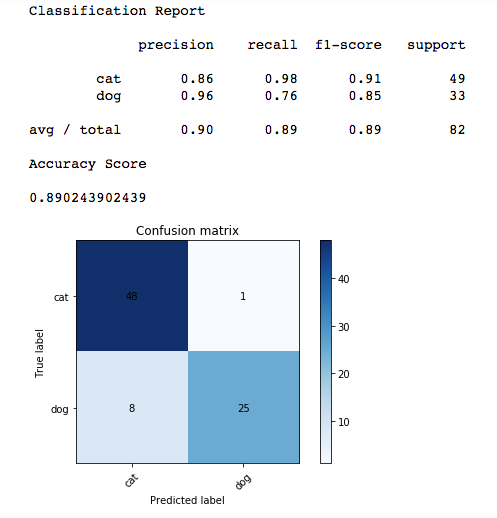 Classification Report
precision recall f1-score support
cat 0.86 0.98 0.91 49
dog 0.96 0.76 0.85 33
avg / total 0.90 0.89 0.89 82
Accuracy Score
0.890243902439
Confusion matrix
cat 48 1
dog 8 25
cat dog
True label
Predicted label
40
30
20
10